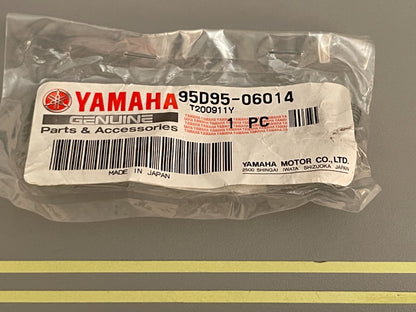 YAMAHA 95D95-06014
GENUINE T200911Y
Parts & Accessories 1 PC
YAMAHA MOTOR CO., LTD.
2500 SHINGAI IWATA SHIZUOKA JAPAN
MADE IN JAPAN